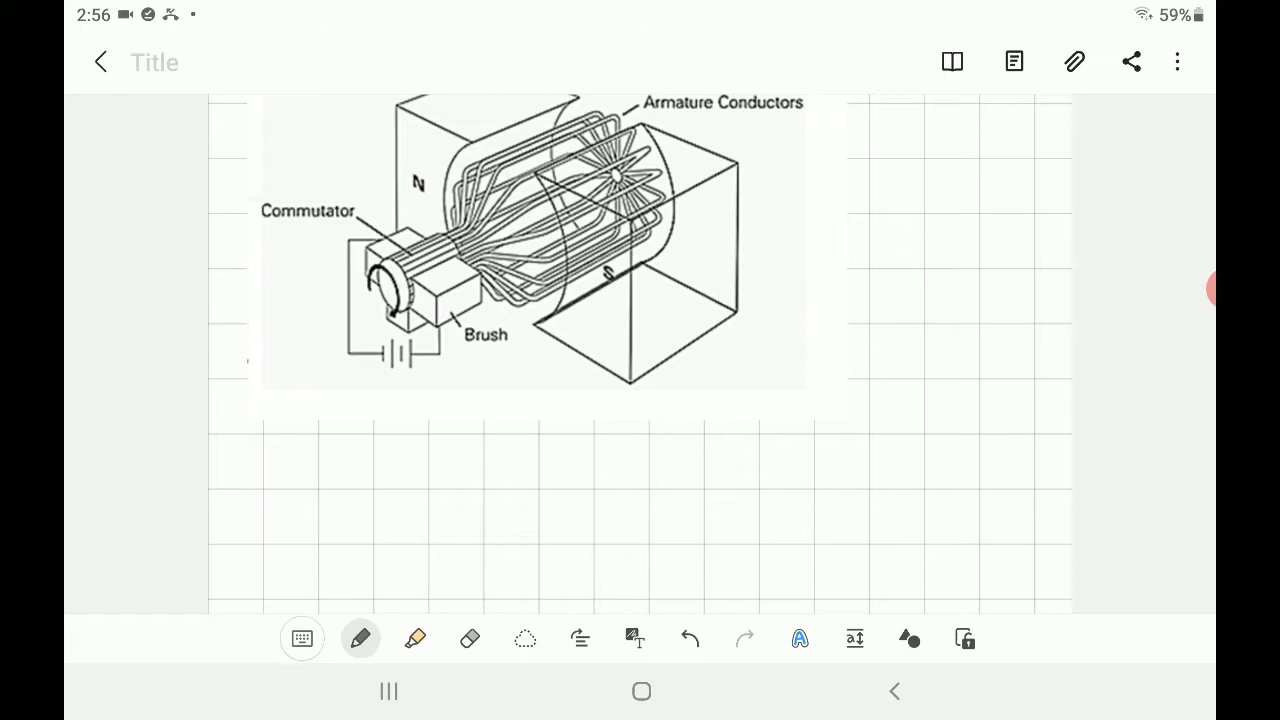 2:56 59%
Title
Armature Conductors
N
Commutator
S
Brush
A